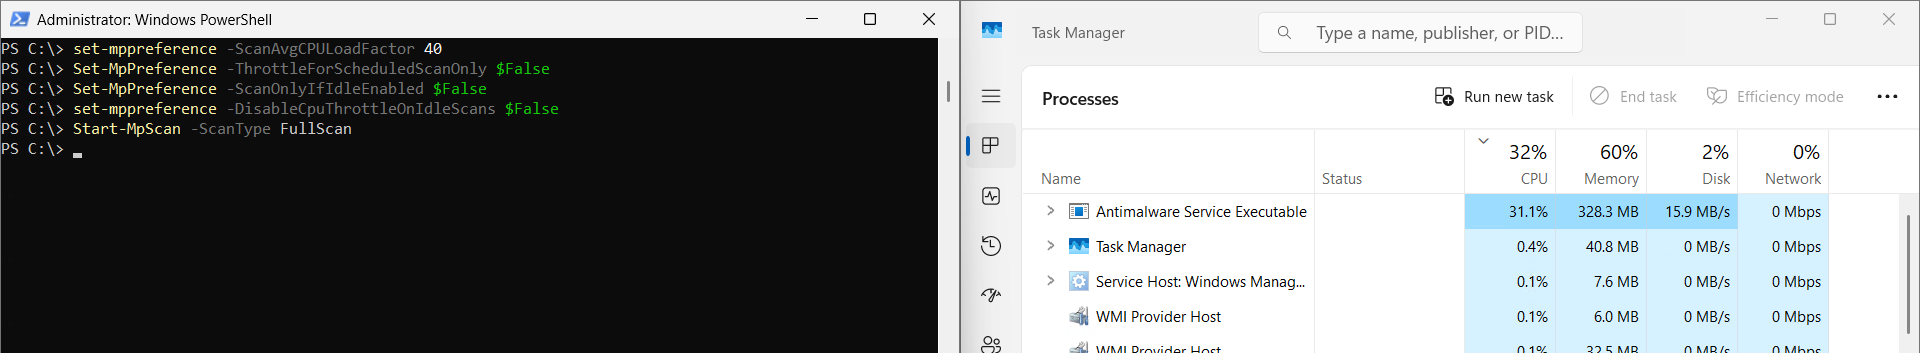 Administrator: Windows PowerShell
PS C:\> set-mppreference -ScanAvgCPULoadFactor 40
PS C:\> Set-MpPreference -ThrottleForScheduledScanOnly $False
PS C:\> Set-MpPreference -ScanOnlyIfIdleEnabled $False
PS C:\> set-mppreference -DisableCpuThrottleOnIdleScans $False
PS C:\> Start-MpScan -ScanType FullScan
PS C:\>
Task Manager
Type a name, publisher, or PID...
Processes
Run new task
End task
Efficiency mode
32% 60% 2% 0%
Name Status CPU Memory Disk Network
Antimalware Service Executable 31.1% 328.3 MB 15.9 MB/s 0 Mbps
Task Manager 0.4% 40.8 MB 0 MB/s 0 Mbps
Service Host: Windows Manag... 0.1% 7.6 MB 0 MB/s 0 Mbps
WMI Provider Host 0.1% 6.0 MB 0 MB/s 0 Mbps
WMI Provider Host 0.1% 32.5 MB 0 MB/s 0 Mbps